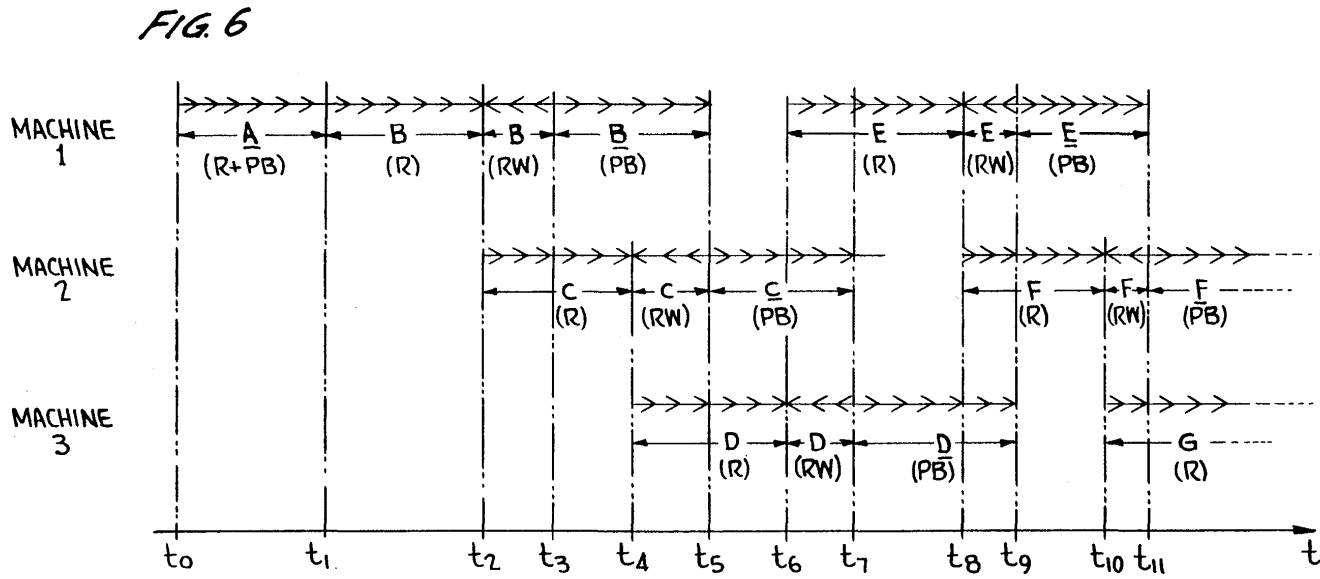 FIG. 6
MACHINE 1
A B B B E E E
(R+PB) (R) (RW) (PB) (R) (RW) (PB)
MACHINE 2
C C C F F F
(R) (RW) (PB) (R) (RW) (PB)
MACHINE 3
D D D G
(R) (RW) (PB) (R)
t0 t1 t2 t3 t4 t5 t6 t7 t8 t9 t10 t11 t